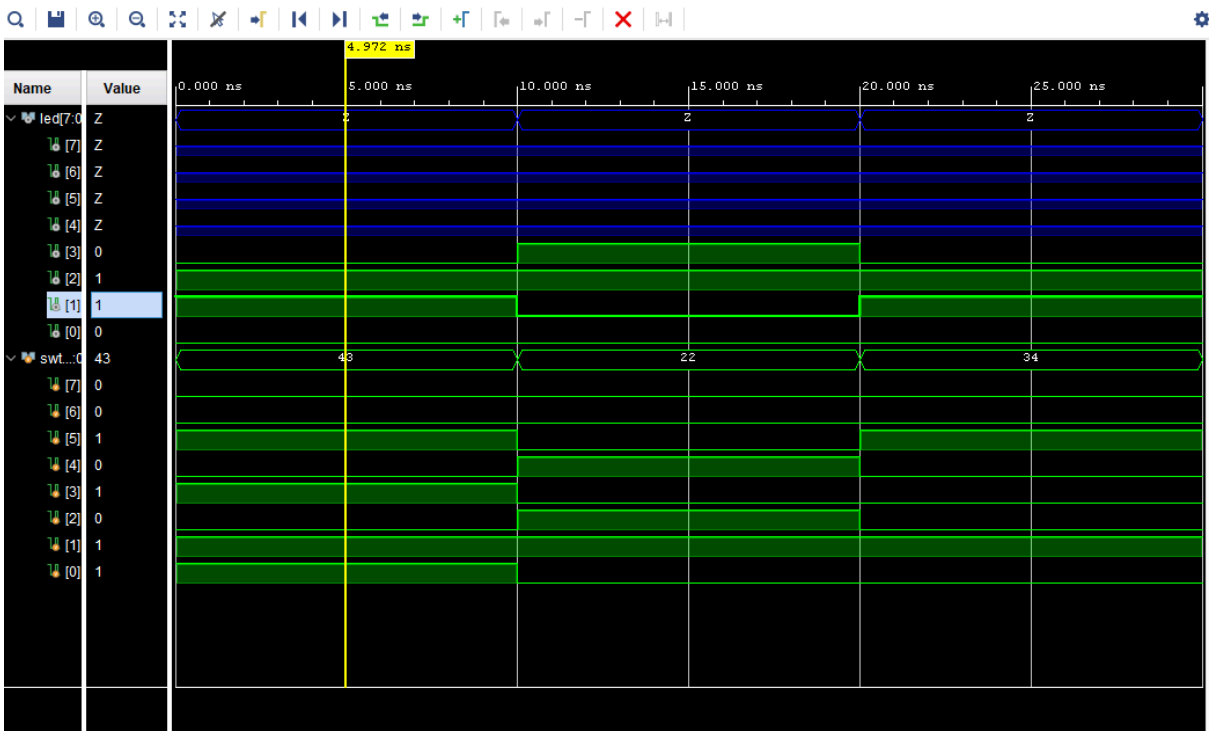 4.972 ns
Name Value 0.000 ns 5.000 ns 10.000 ns 15.000 ns 20.000 ns 25.000 ns
led[7:0 Z Z Z Z
[7] Z
[6] Z
[5] Z
[4] Z
[3] 0
[2] 1
[1] 1
[0] 0
swt...:0 43 43 22 34
[7] 0
[6] 0
[5] 1
[4] 0
[3] 1
[2] 0
[1] 1
[0] 1